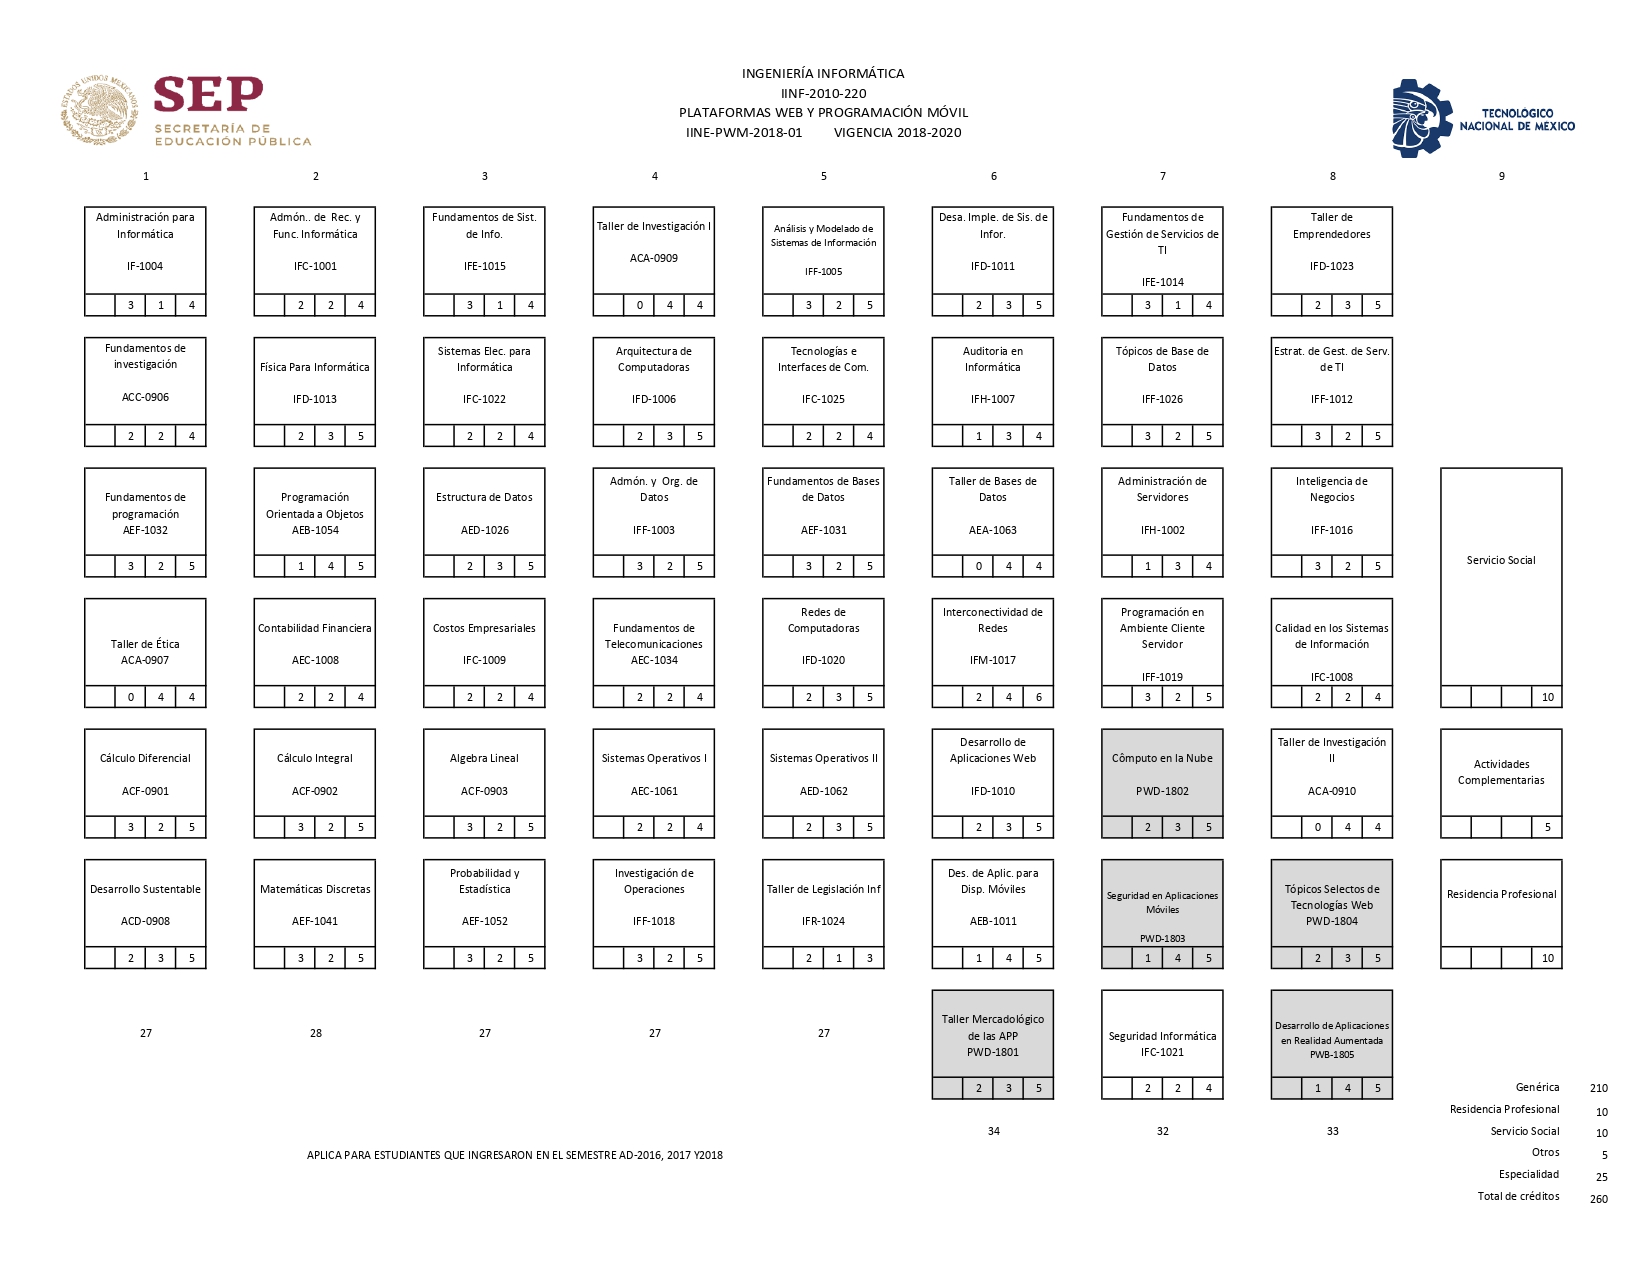 ESTADOS UNIDOS MEXICANOS
SEP
SECRETARÍA DE
EDUCACIÓN PÚBLICA
INGENIERÍA INFORMÁTICA
IINF-2010-220
PLATAFORMAS WEB Y PROGRAMACIÓN MÓVIL
IINE-PWM-2018-01 VIGENCIA 2018-2020
TECNOLÓGICO
NACIONAL DE MÉXICO
1 2 3 4 5 6 7 8 9
Administración para
Informática
IF-1004
3 1 4
Admón.. de Rec. y
Func. Informática
IFC-1001
2 2 4
Fundamentos de Sist.
de Info.
IFE-1015
3 1 4
Taller de Investigación I
ACA-0909
0 4 4
Análisis y Modelado de
Sistemas de Información
IFF-1005
3 2 5
Desa. Imple. de Sis. de
Infor.
IFD-1011
2 3 5
Fundamentos de
Gestión de Servicios de
TI
IFE-1014
3 1 4
Taller de
Emprendedores
IFD-1023
2 3 5
Fundamentos de
investigación
ACC-0906
2 2 4
Física Para Informática
IFD-1013
2 3 5
Sistemas Elec. para
Informática
IFC-1022
2 2 4
Arquitectura de
Computadoras
IFD-1006
2 3 5
Tecnologías e
Interfaces de Com.
IFC-1025
2 2 4
Auditoria en
Informática
IFH-1007
1 3 4
Tópicos de Base de
Datos
IFF-1026
3 2 5
Estrat. de Gest. de Serv.
de TI
IFF-1012
3 2 5
Fundamentos de
programación
AEF-1032
3 2 5
Programación
Orientada a Objetos
AEB-1054
1 4 5
Estructura de Datos
AED-1026
2 3 5
Admón. y Org. de
Datos
IFF-1003
3 2 5
Fundamentos de Bases
de Datos
AEF-1031
3 2 5
Taller de Bases de
Datos
AEA-1063
0 4 4
Administración de
Servidores
IFH-1002
1 3 4
Inteligencia de
Negocios
IFF-1016
3 2 5
Servicio Social
10
Taller de Ética
ACA-0907
0 4 4
Contabilidad Financiera
AEC-1008
2 2 4
Costos Empresariales
IFC-1009
2 2 4
Fundamentos de
Telecomunicaciones
AEC-1034
2 2 4
Redes de
Computadoras
IFD-1020
2 3 5
Interconectividad de
Redes
IFM-1017
2 4 6
Programación en
Ambiente Cliente
Servidor
IFF-1019
3 2 5
Calidad en los Sistemas
de Información
IFC-1008
2 2 4
Cálculo Diferencial
ACF-0901
3 2 5
Cálculo Integral
ACF-0902
3 2 5
Algebra Lineal
ACF-0903
3 2 5
Sistemas Operativos I
AEC-1061
2 2 4
Sistemas Operativos II
AED-1062
2 3 5
Desarrollo de
Aplicaciones Web
IFD-1010
2 3 5
Cômputo en la Nube
PWD-1802
2 3 5
Taller de Investigación
II
ACA-0910
0 4 4
Actividades
Complementarias
5
Desarrollo Sustentable
ACD-0908
2 3 5
Matemáticas Discretas
AEF-1041
3 2 5
Probabilidad y
Estadística
AEF-1052
3 2 5
Investigación de
Operaciones
IFF-1018
3 2 5
Taller de Legislación Inf
IFR-1024
2 1 3
Des. de Aplic. para
Disp. Móviles
AEB-1011
1 4 5
Seguridad en Aplicaciones
Móviles
PWD-1803
1 4 5
Tópicos Selectos de
Tecnologías Web
PWD-1804
2 3 5
Residencia Profesional
10
27 28 27 27 27
Taller Mercadológico
de las APP
PWD-1801
2 3 5
Seguridad Informática
IFC-1021
2 2 4
Desarrollo de Aplicaciones
en Realidad Aumentada
PWB-1805
1 4 5
34 32 33
Genérica 210
Residencia Profesional 10
Servicio Social 10
Otros 5
Especialidad 25
Total de créditos 260
APLICA PARA ESTUDIANTES QUE INGRESARON EN EL SEMESTRE AD-2016, 2017 Y2018